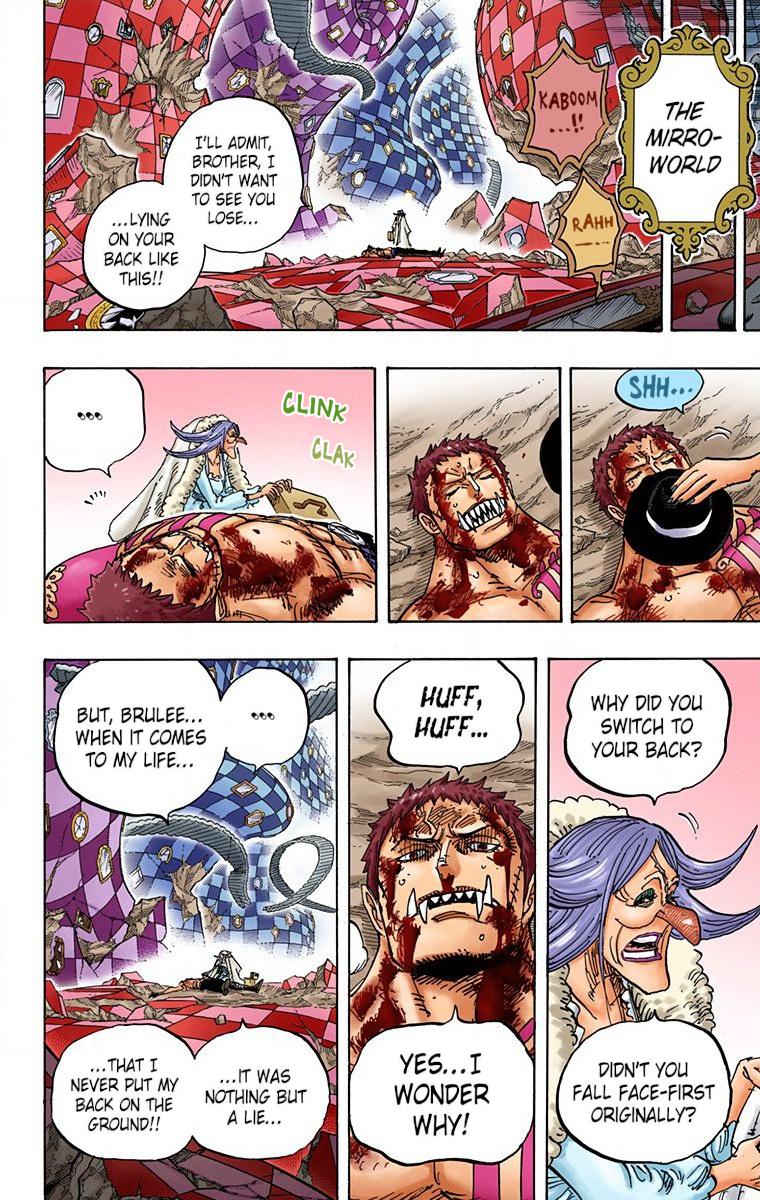 THE
MIRRO-
WORLD
KABOOM
...!!
RAHH
...
I'LL ADMIT,
BROTHER, I
DIDN'T WANT
TO SEE YOU
LOSE...
...LYING
ON YOUR
BACK LIKE
THIS!!
SHH...
CLINK
CLAK
...
WHY DID YOU
SWITCH TO
YOUR BACK?
DIDN'T YOU
FALL FACE-FIRST
ORIGINALLY?
HUFF,
HUFF...
YES...I
WONDER
WHY!
...
BUT, BRULEE...
WHEN IT COMES
TO MY LIFE...
...IT WAS
NOTHING BUT
A LIE...
...THAT I
NEVER PUT MY
BACK ON THE
GROUND!!